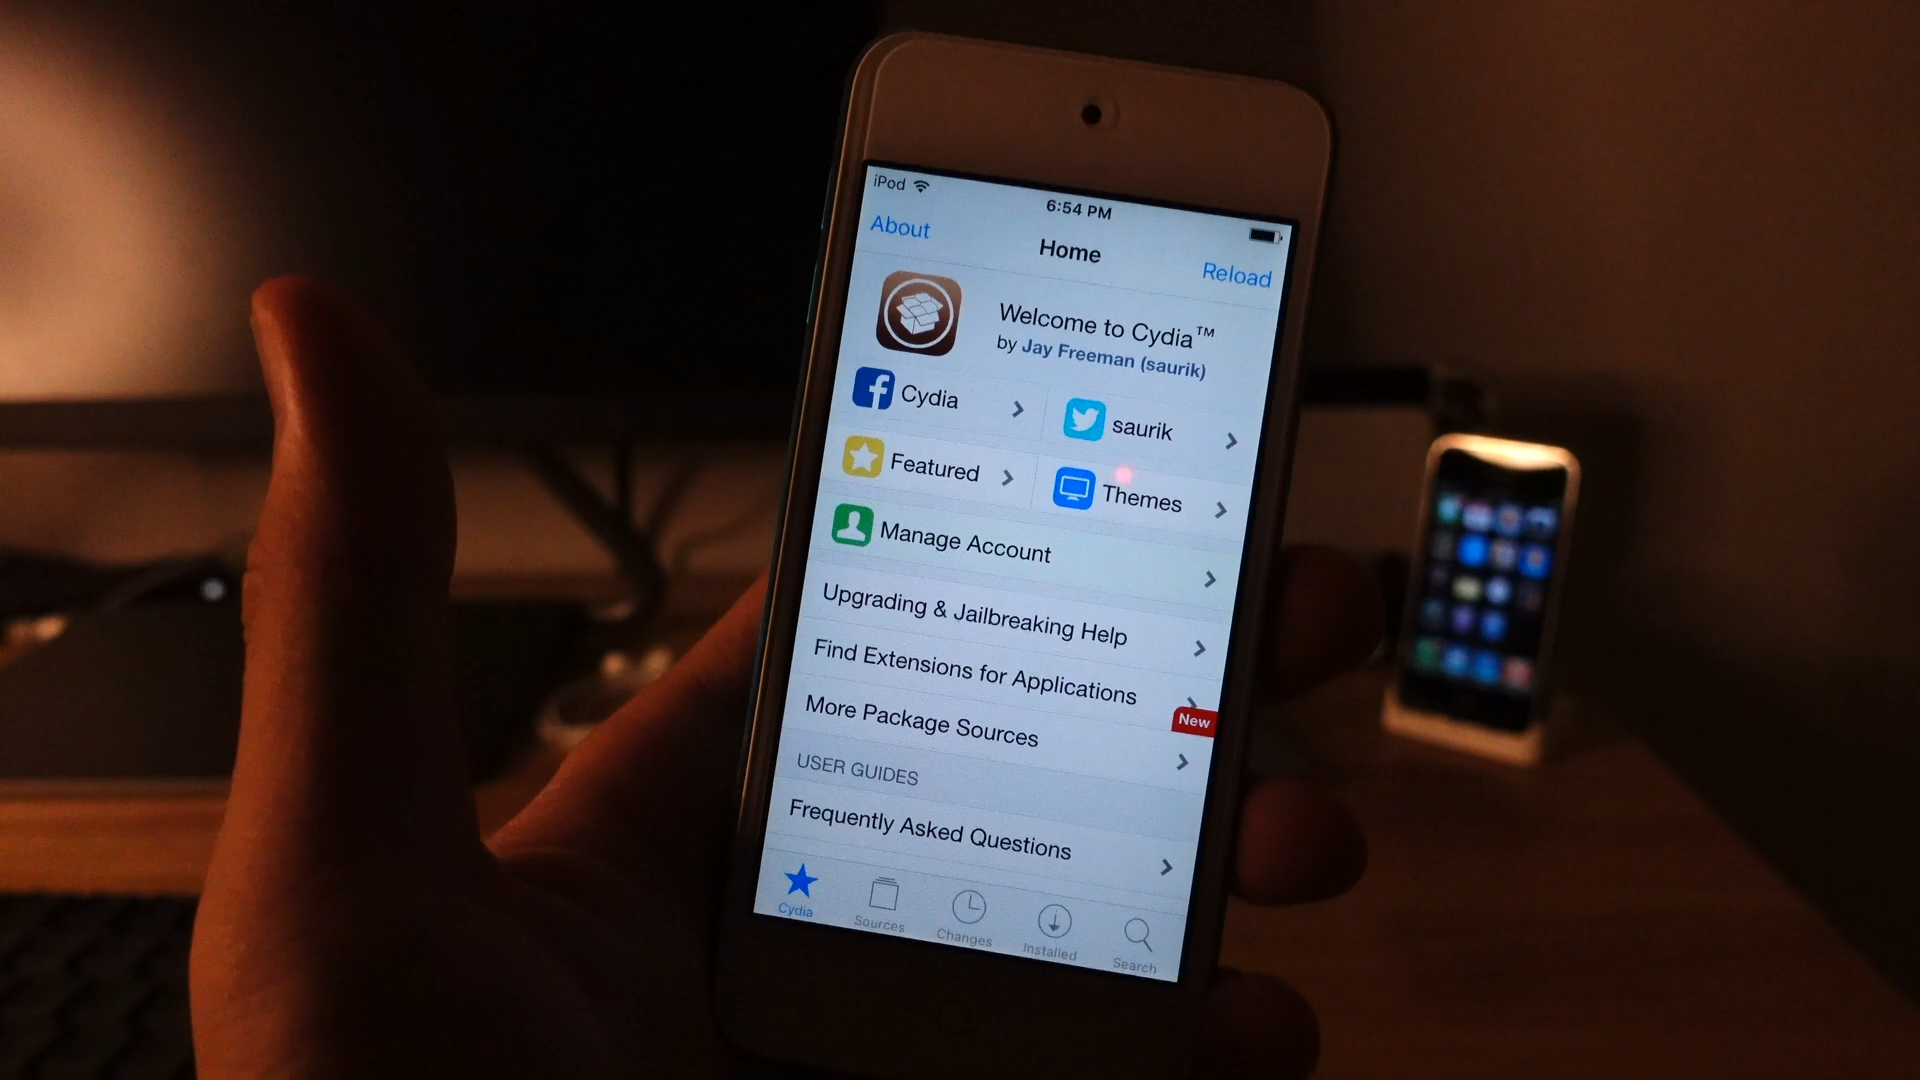 iPod
6:54 PM
About
Home
Reload
Welcome to Cydia™
by Jay Freeman (saurik)
Cydia
saurik
Featured
Themes
Manage Account
Upgrading & Jailbreaking Help
Find Extensions for Applications
More Package Sources
New
USER GUIDES
Frequently Asked Questions
Cydia
Sources
Changes
Installed
Search